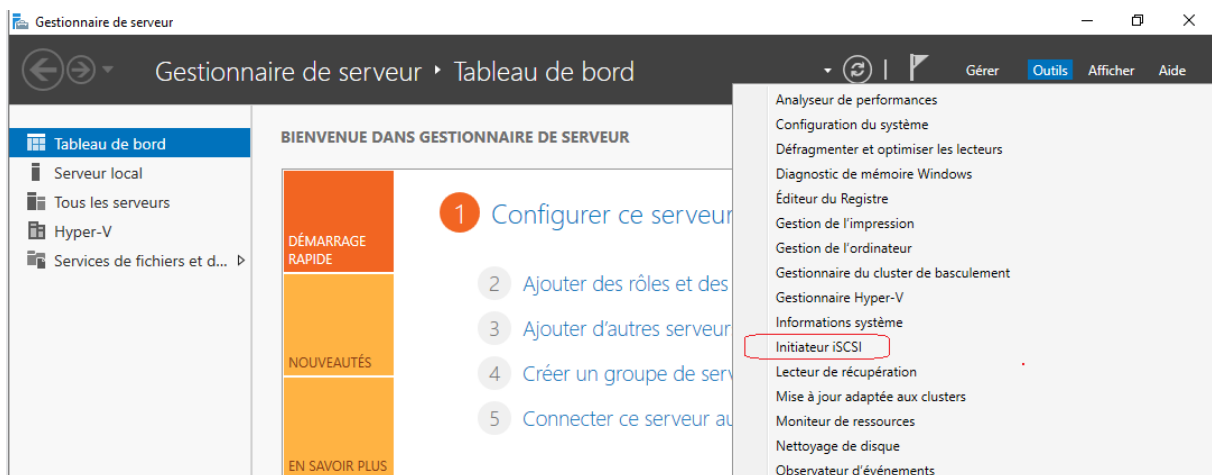 Gestionnaire de serveur
Gestionnaire de serveur ‣ Tableau de bord
Gérer
Outils
Afficher
Aide
Tableau de bord
Serveur local
Tous les serveurs
Hyper-V
Services de fichiers et d...
BIENVENUE DANS GESTIONNAIRE DE SERVEUR
DÉMARRAGE
RAPIDE
NOUVEAUTÉS
EN SAVOIR PLUS
1 Configurer ce serveur
2 Ajouter des rôles et des
3 Ajouter d'autres serveur
4 Créer un groupe de serv
5 Connecter ce serveur au
Analyseur de performances
Configuration du système
Défragmenter et optimiser les lecteurs
Diagnostic de mémoire Windows
Éditeur du Registre
Gestion de l'impression
Gestion de l'ordinateur
Gestionnaire du cluster de basculement
Gestionnaire Hyper-V
Informations système
Initiateur iSCSI
Lecteur de récupération
Mise à jour adaptée aux clusters
Moniteur de ressources
Nettoyage de disque
Observateur d'événements